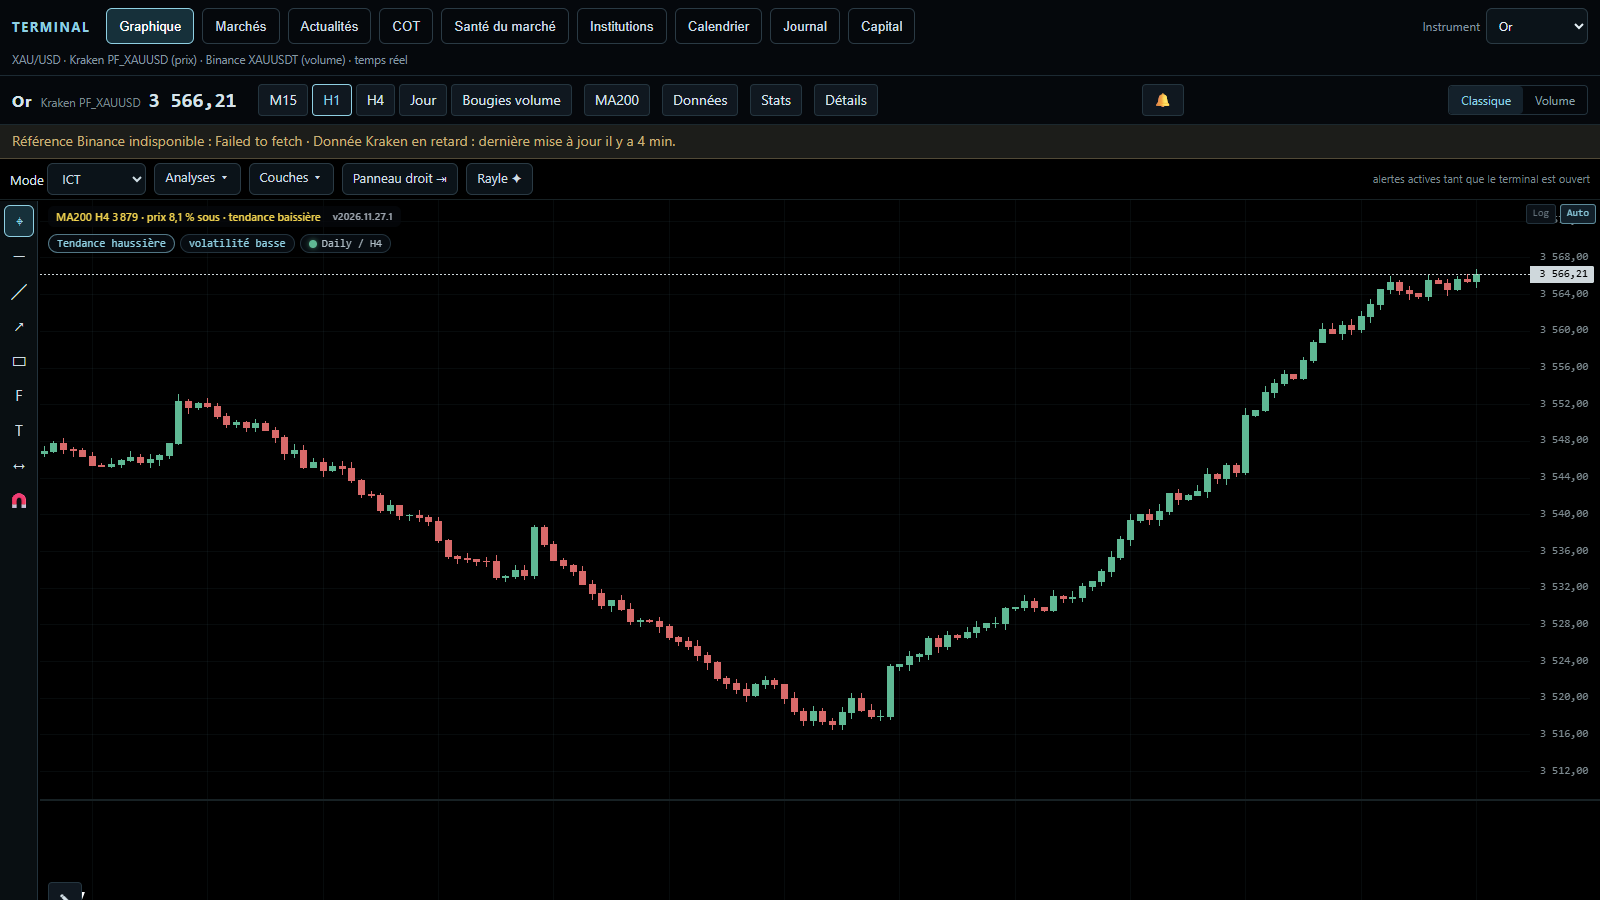 TERMINAL Graphique Marchés Actualités COT Santé du marché Institutions Calendrier Journal Capital Instrument Or
XAU/USD · Kraken PF_XAUUSD (prix) · Binance XAUUSDT (volume) · temps réel
Or Kraken PF_XAUUSD 3 566,21 M15 H1 H4 Jour Bougies volume MA200 Données Stats Détails Classique Volume
Référence Binance indisponible : Failed to fetch · Donnée Kraken en retard : dernière mise à jour il y a 4 min.
Mode ICT Analyses Couches Panneau droit ⇥ Rayle ✦ alertes actives tant que le terminal est ouvert
MA200 H4 3 879 · prix 8,1 % sous · tendance baissière v2026.11.27.1 Log Auto
Tendance haussière volatilité basse Daily / H4
3 568,00
3 566,21
3 564,00
3 560,00
3 556,00
3 552,00
3 548,00
3 544,00
3 540,00
3 536,00
3 532,00
3 528,00
3 524,00
3 520,00
3 516,00
3 512,00
F
T